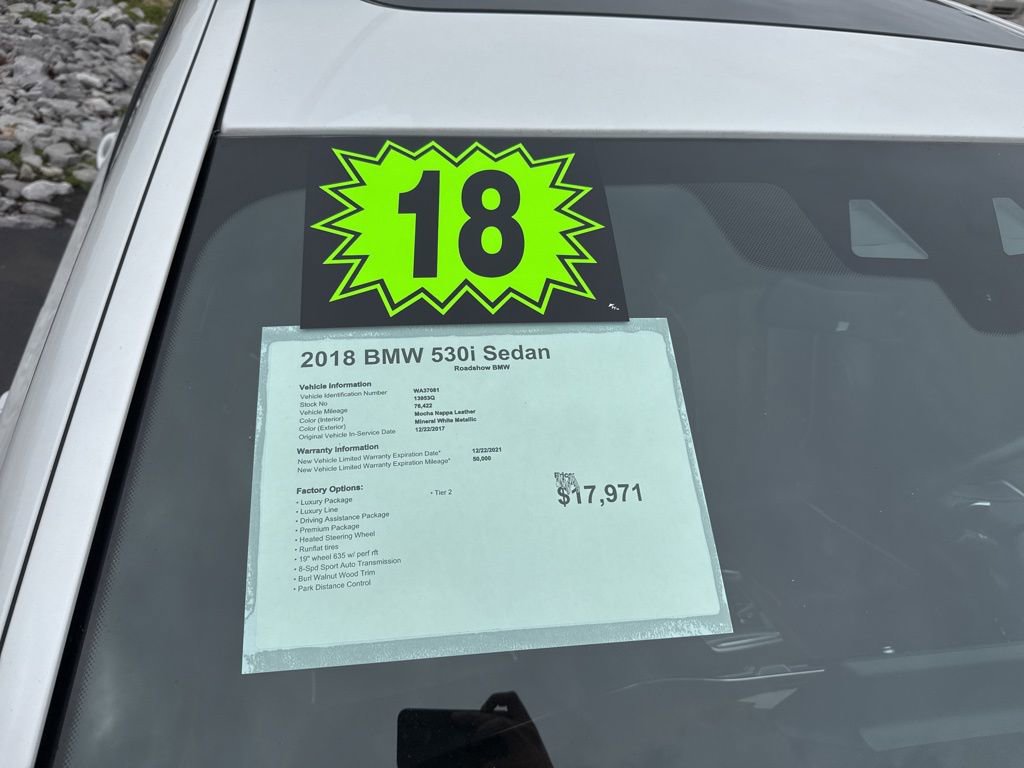 18
2018 BMW 530i Sedan
Roadshow BMW
Vehicle Information
Vehicle Identification Number WA37081
Stock No 13853Q
Vehicle Mileage 76,422
Color (Interior) Mocha Nappa Leather
Color (Exterior) Mineral White Metallic
Original Vehicle In-Service Date 12/22/2017
Warranty Information
New Vehicle Limited Warranty Expiration Date* 12/22/2021
New Vehicle Limited Warranty Expiration Mileage* 50,000
Factory Options:
• Luxury Package • Tier 2
• Luxury Line
• Driving Assistance Package
• Premium Package
• Heated Steering Wheel
• Runflat tires
• 19" wheel 635 w/ perf rft
• 8-Spd Sport Auto Transmission
• Burl Walnut Wood Trim
• Park Distance Control
$17,971